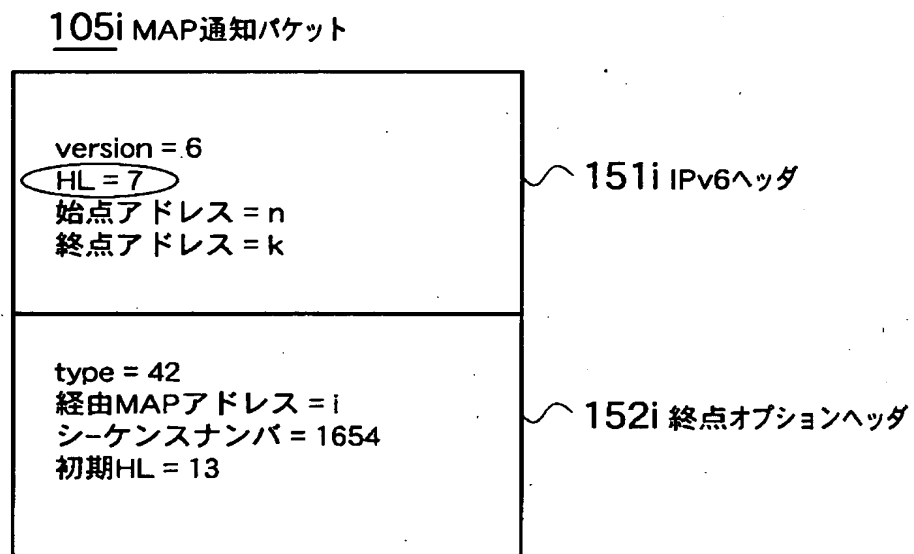 105i MAP通知パケット
version = 6
HL = 7
始点アドレス = n
終点アドレス = k
151i IPv6ヘッダ
type = 42
経由MAPアドレス = i
シーケンスナンバ = 1654
初期HL = 13
152i 終点オプションヘッダ